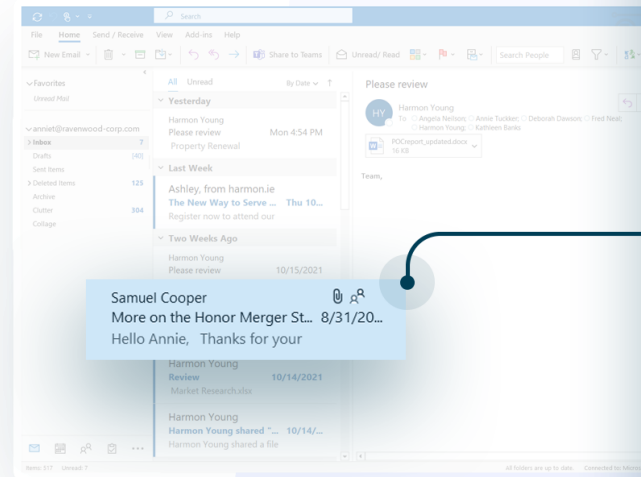 Search
File Home Send / Receive View Add-ins Help
New Email Share to Teams Unread/ Read Search People
Favorites
Unread Mail
anniet@ravenwood-corp.com
Inbox 7
Drafts [40]
Sent Items
Deleted Items 125
Archive
Clutter 304
Collage
All Unread By Date
Yesterday
Harmon Young
Please review Mon 4:54 PM
Property Renewal
Last Week
Ashley, from harmon.ie
The New Way to Serve ... Thu 10...
Register now to attend our
Two Weeks Ago
Harmon Young
Please review 10/15/2021
Samuel Cooper
More on the Honor Merger St... 8/31/20...
Hello Annie, Thanks for your
Harmon Young
Review 10/14/2021
Market Research.xlsx
Harmon Young
Harmon Young shared "... 10/14/...
Harmon Young shared a file
Please review
HY
Harmon Young
To Angela Nelson; Annie Tuckker; Deborah Dawson; Fred Neal;
Harmon Young; Kathleen Banks
POCreport_updated.docx
16 KB
Team,
Items: 317 Unread: 7 All folders are up to date.